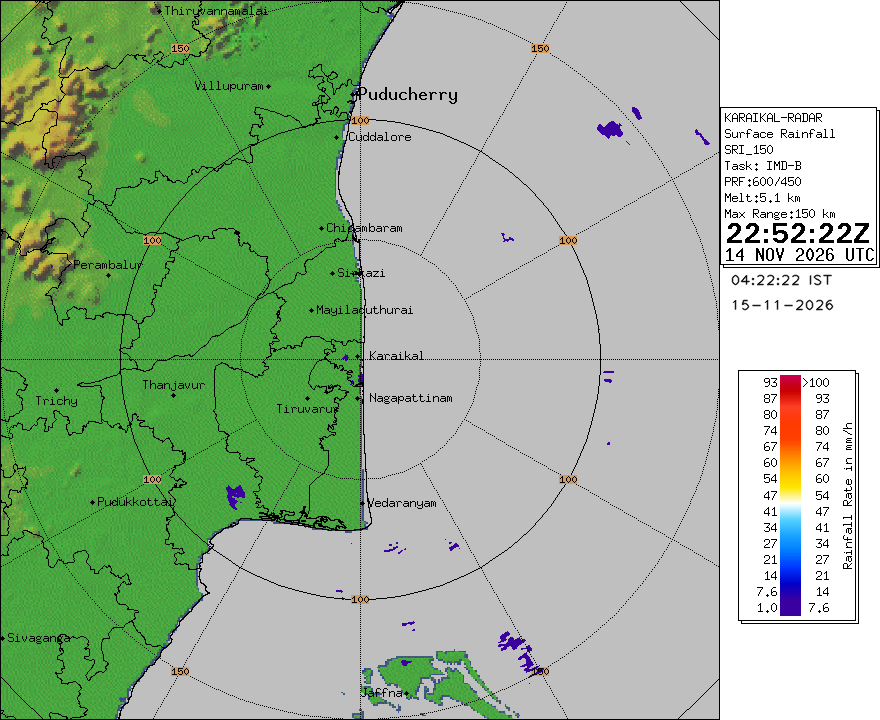 Thiruvannamalai
150
150
Villupuram
Puducherry
100
Cuddalore
Chidambaram
100
100
Perambalur
Sirkazi
Mayiladuthurai
Karaikal
Thanjavur
Trichy
Tiruvarur
Nagapattinam
100
100
Pudukkottai
Vedaranyam
100
Sivaganga
150
150
Jaffna
KARAIKAL-RADAR
Surface Rainfall
SRI_150
Task: IMD-B
PRF:600/450
Melt:5.1 km
Max Range:150 km
22:52:22Z
14 NOV 2026 UTC
04:22:22 IST
15-11-2026
93 >100
87 93
80 87
74 80
67 74
60 67
54 60
47 54
41 47
34 41
27 34
21 27
14 21
7.6 14
1.0 7.6
Rainfall Rate in mm/h